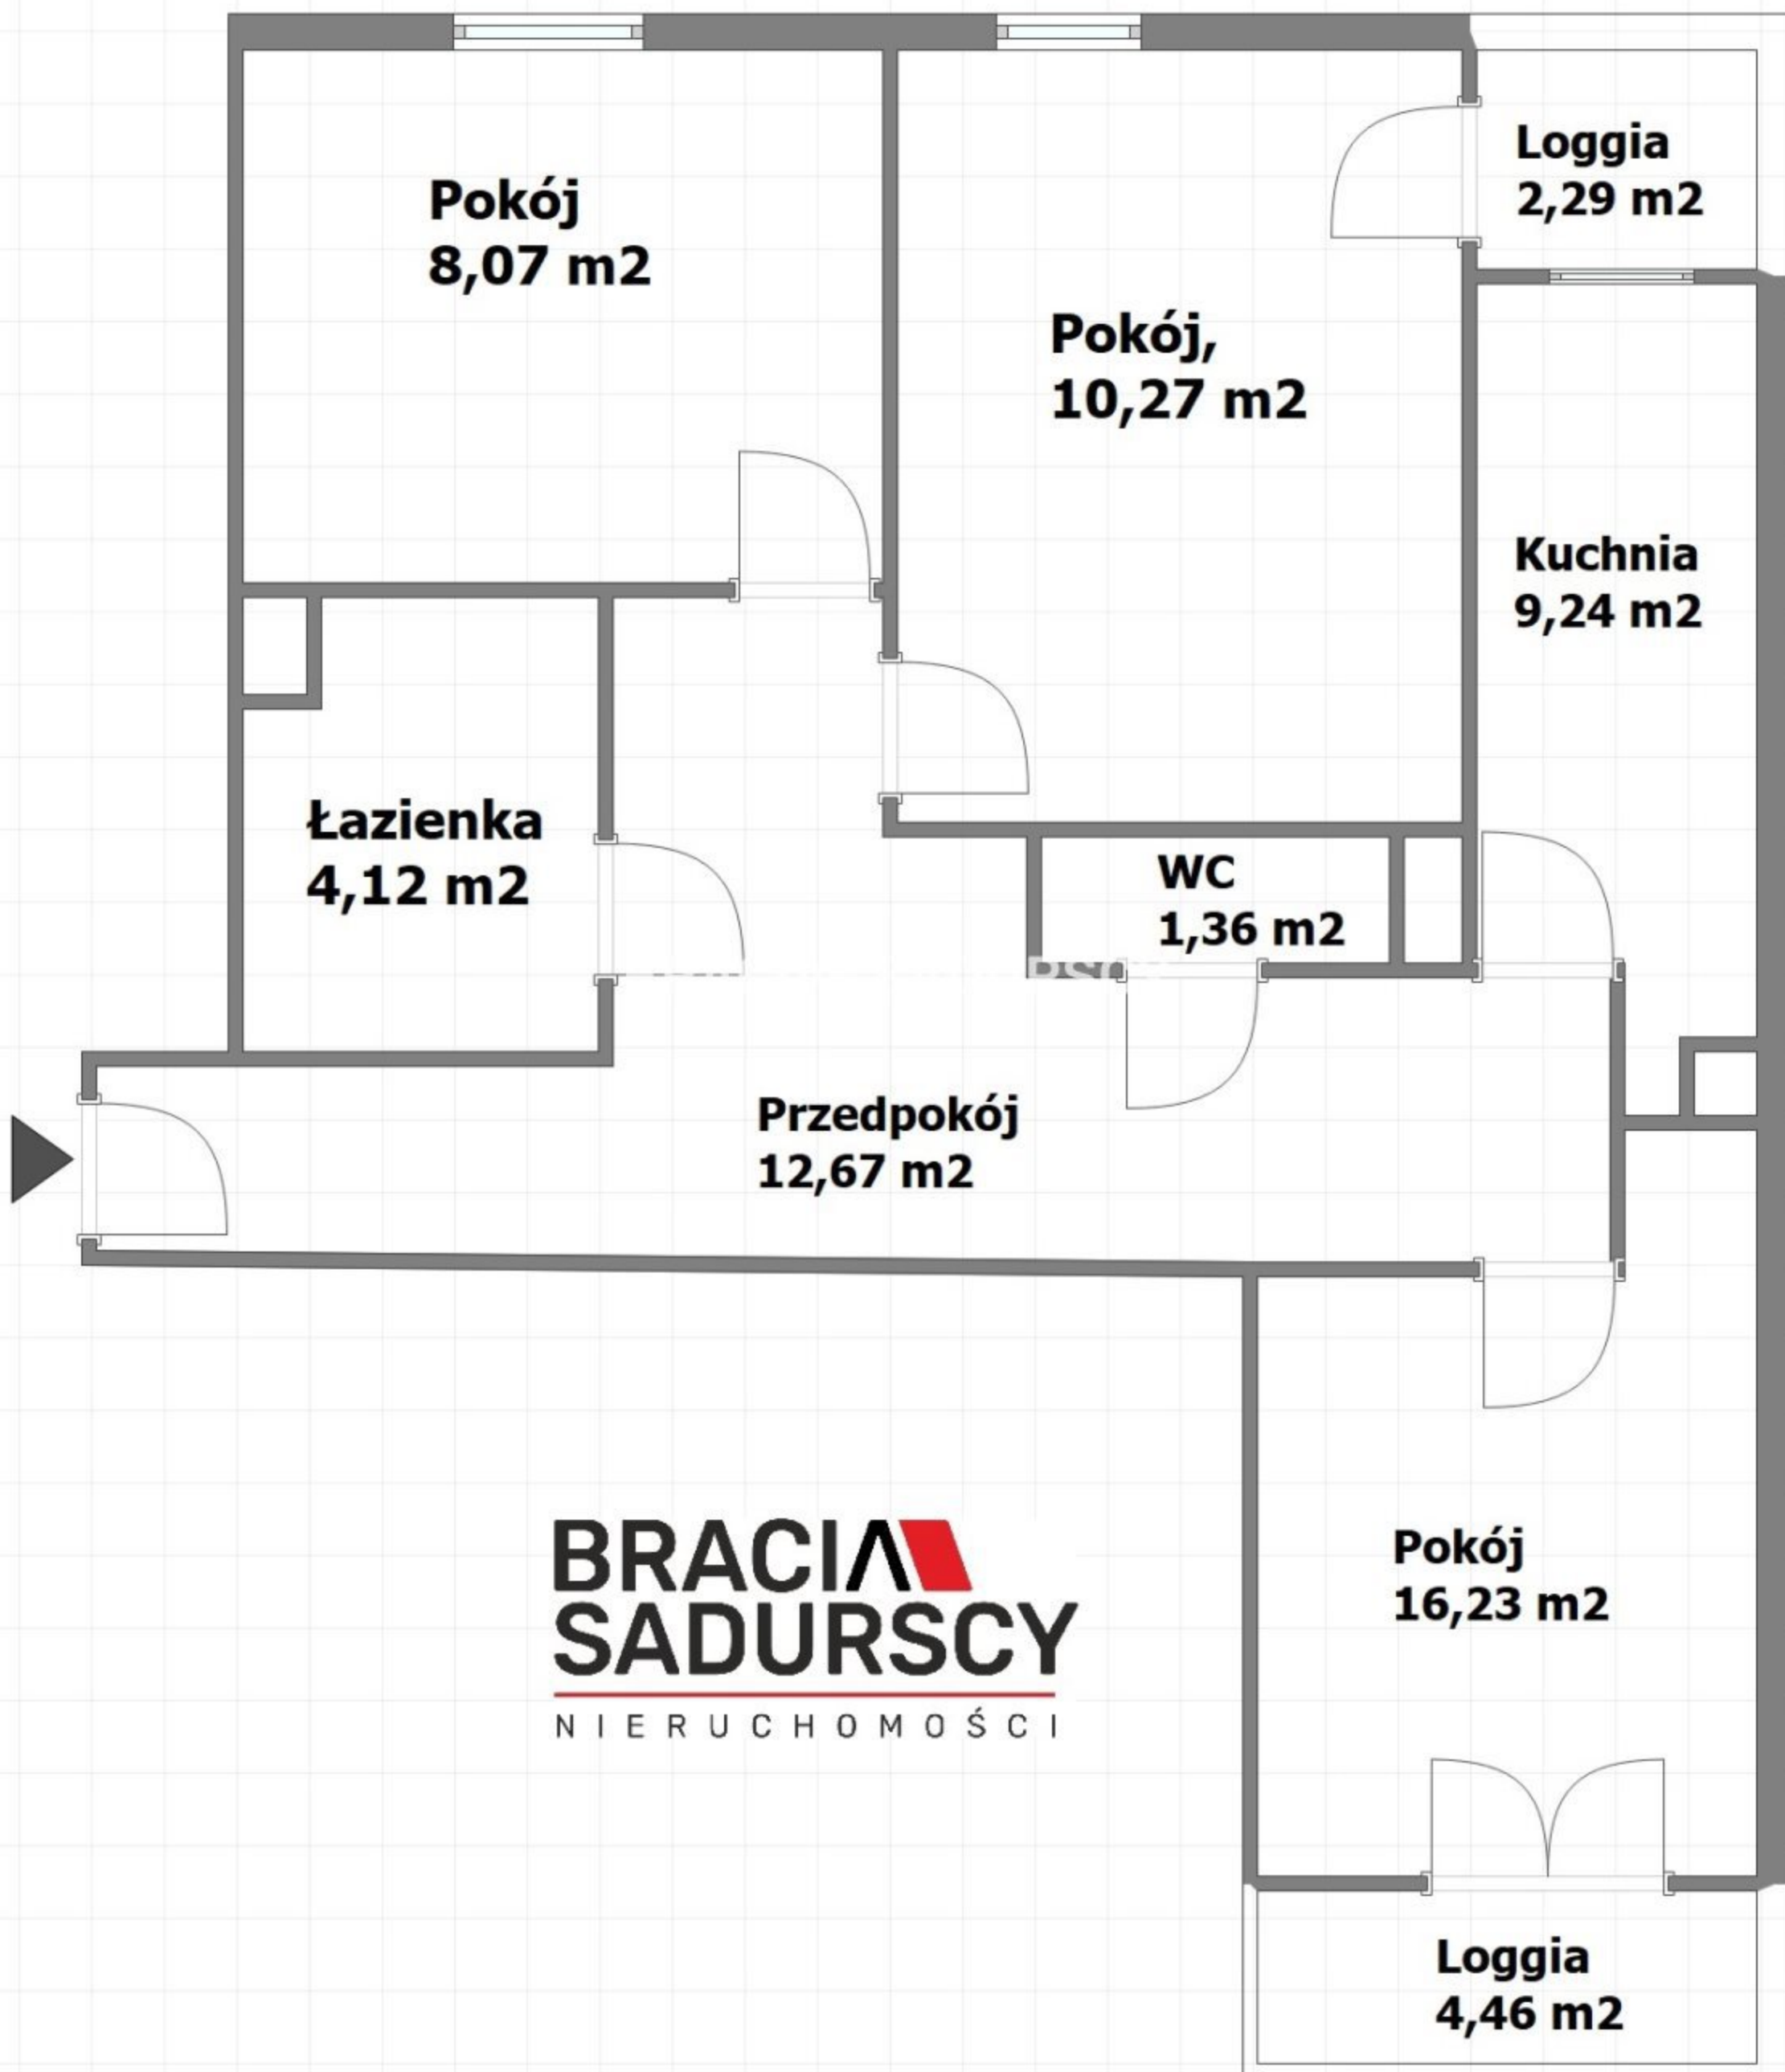 Pokój
8,07 m2
Loggia
2,29 m2
Pokój,
10,27 m2
Kuchnia
9,24 m2
Łazienka
4,12 m2
WC
1,36 m2
Przedpokój
12,67 m2
BRACIA
SADURSCY
NIERUCHOMOŚCI
Pokój
16,23 m2
Loggia
4,46 m2